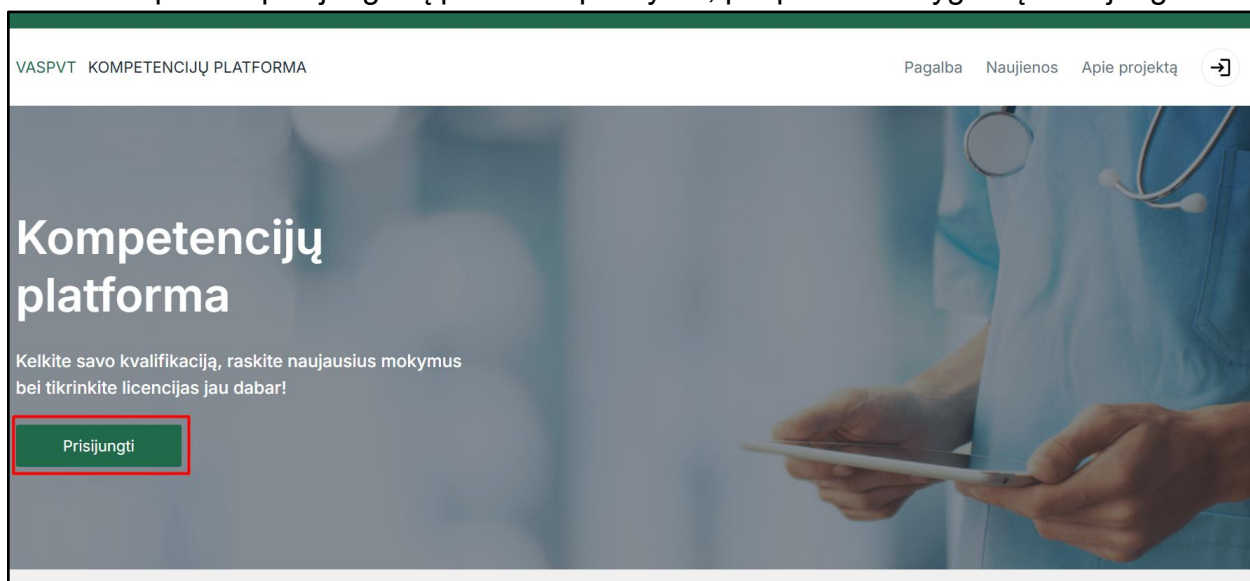 VASPVT KOMPETENCIJŲ PLATFORMA
Pagalba Naujienos Apie projektą
Kompetencijų
platforma
Kelkite savo kvalifikaciją, raskite naujausius mokymus
bei tikrinkite licencijas jau dabar!
Prisijungti